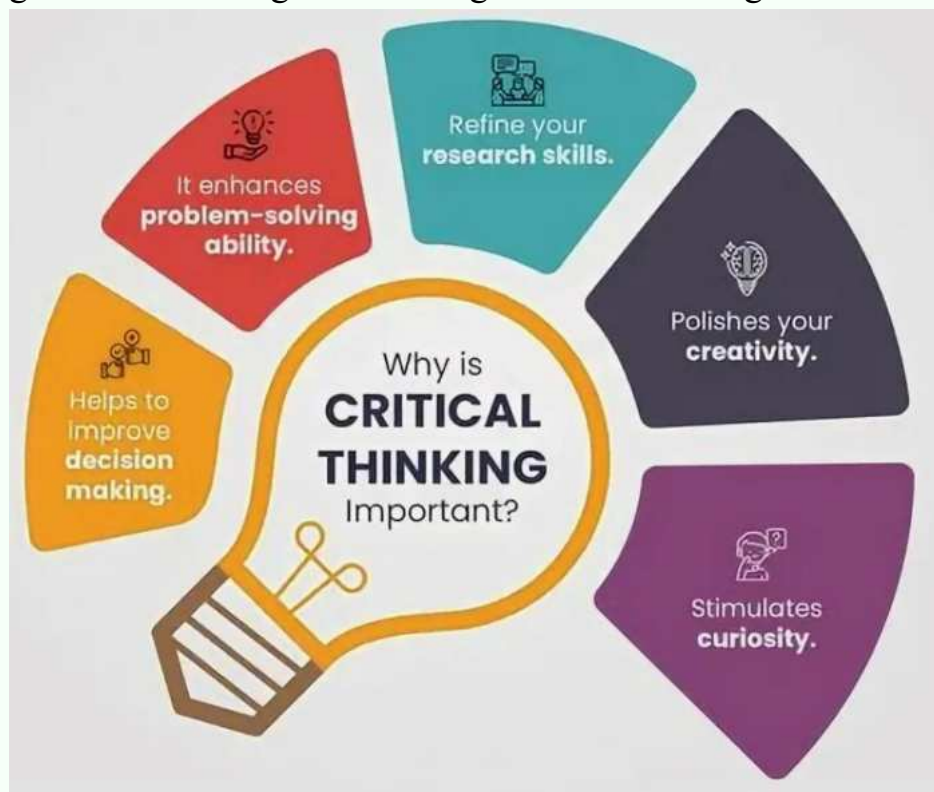 Why is
CRITICAL
THINKING
Important?
Helps to
improve
decision
making.
It enhances
problem-solving
ability.
Refine your
research skills.
Polishes your
creativity.
Stimulates
curiosity.